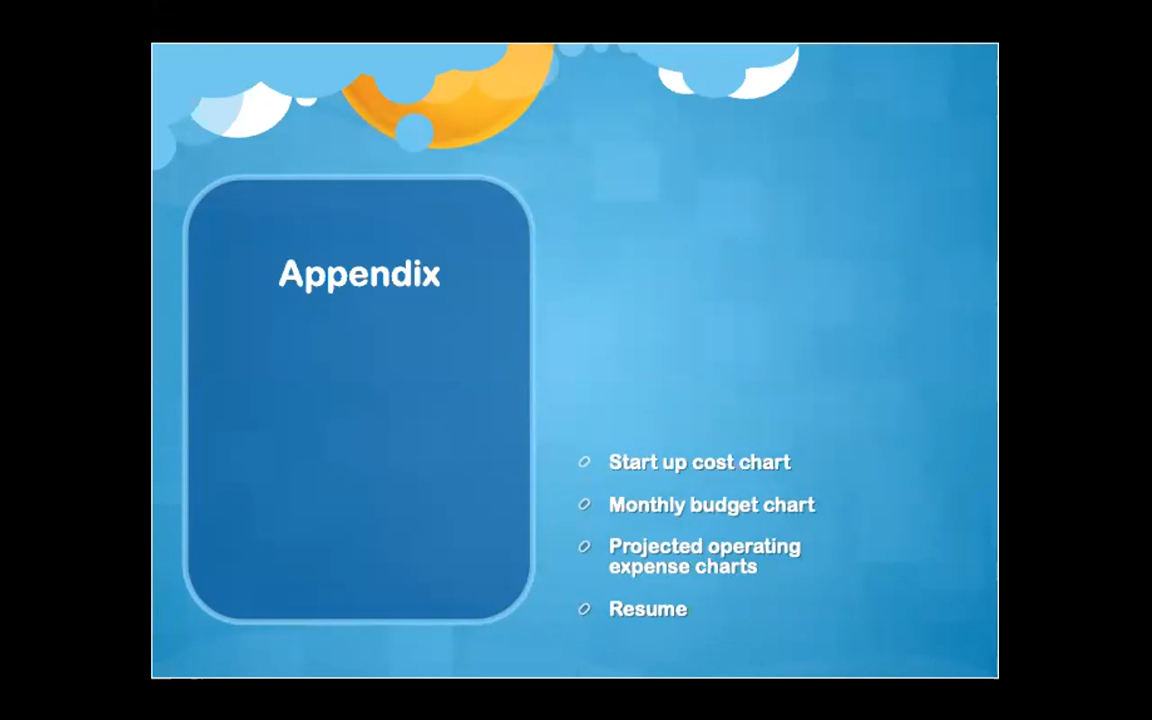 Appendix
Start up cost chart
Monthly budget chart
Projected operating
expense charts
Resume